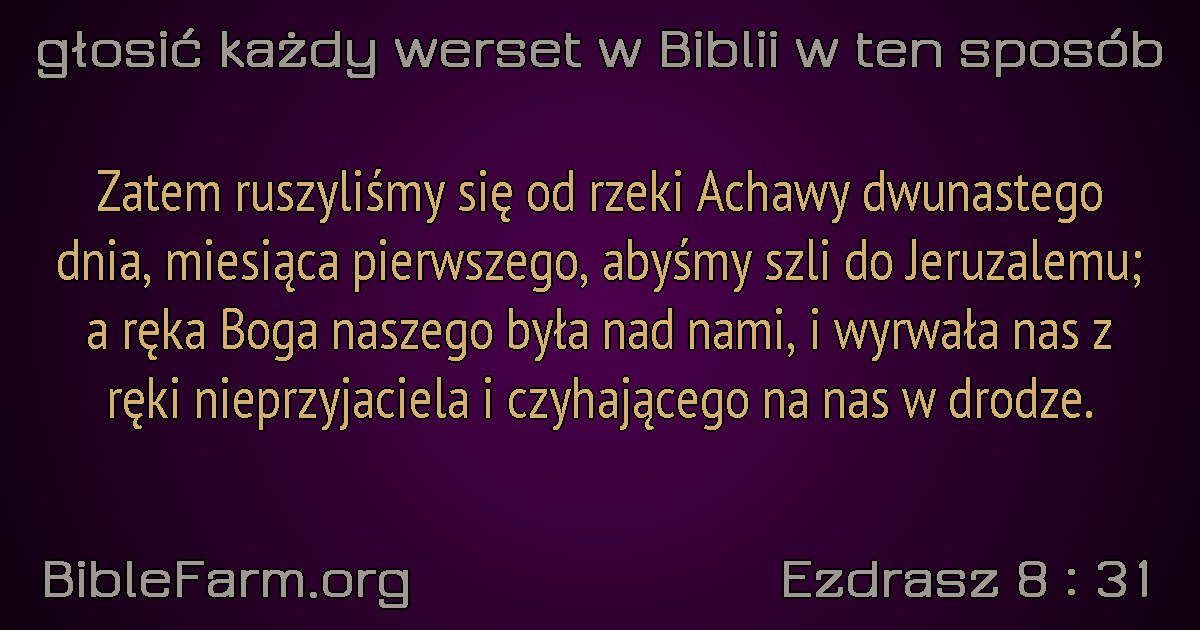 głosić każdy werset w Biblii w ten sposób
Zatem ruszyliśmy się od rzeki Achawy dwunastego
dnia, miesiąca pierwszego, abyśmy szli do Jeruzalemu;
a ręka Boga naszego była nad nami, i wyrwała nas z
ręki nieprzyjaciela i czyhającego na nas w drodze.
BibleFarm.org
Ezdrasz 8 : 31